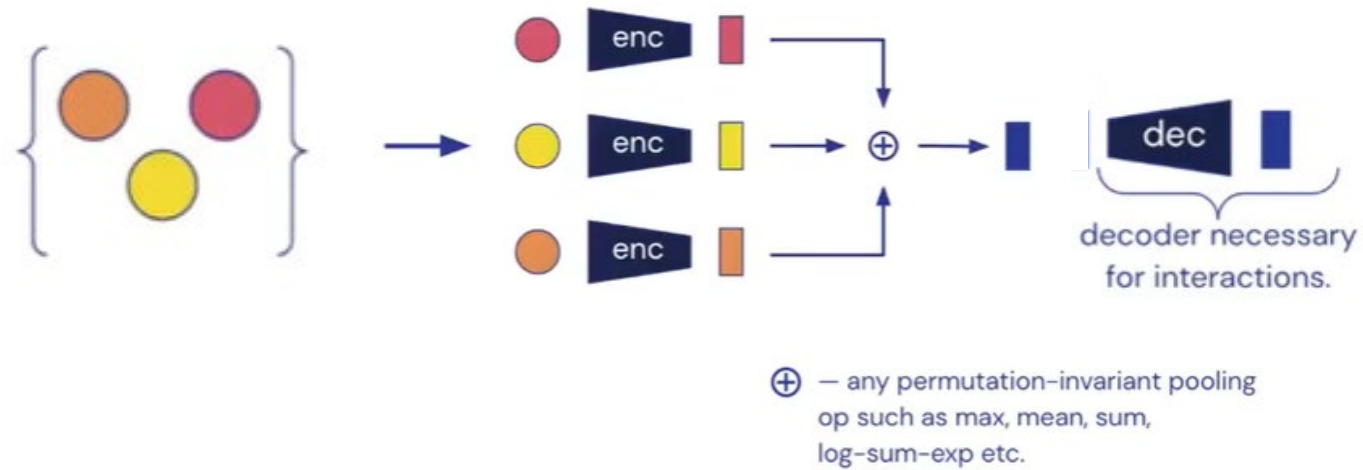 enc
enc
enc
dec
decoder necessary
for interactions.
⊕ — any permutation-invariant pooling
op such as max, mean, sum,
log-sum-exp etc.